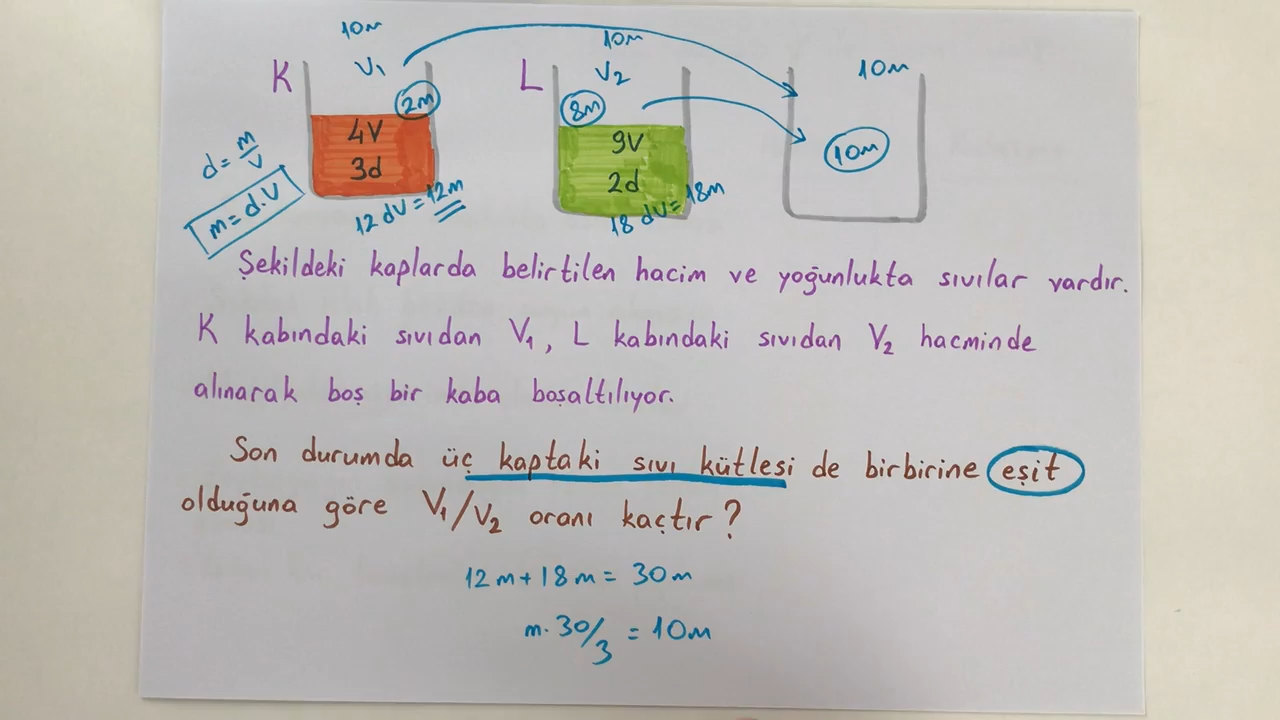 10m 10m
K V₁ L V₂ 10m
2m 8m
4V 9V 10m
3d 2d
d = m/V
m = d.V
12 dV = 12m 18 dV = 18m
Şekildeki kaplarda belirtilen hacim ve yoğunlukta sıvılar vardır.
K kabındaki sıvıdan V₁, L kabındaki sıvıdan V₂ hacminde
alınarak boş bir kaba boşaltılıyor.
Son durumda üç kaptaki sıvı kütlesi de birbirine eşit
olduğuna göre V₁/V₂ oranı kaçtır?
12m + 18m = 30m
m. 30/3 = 10m